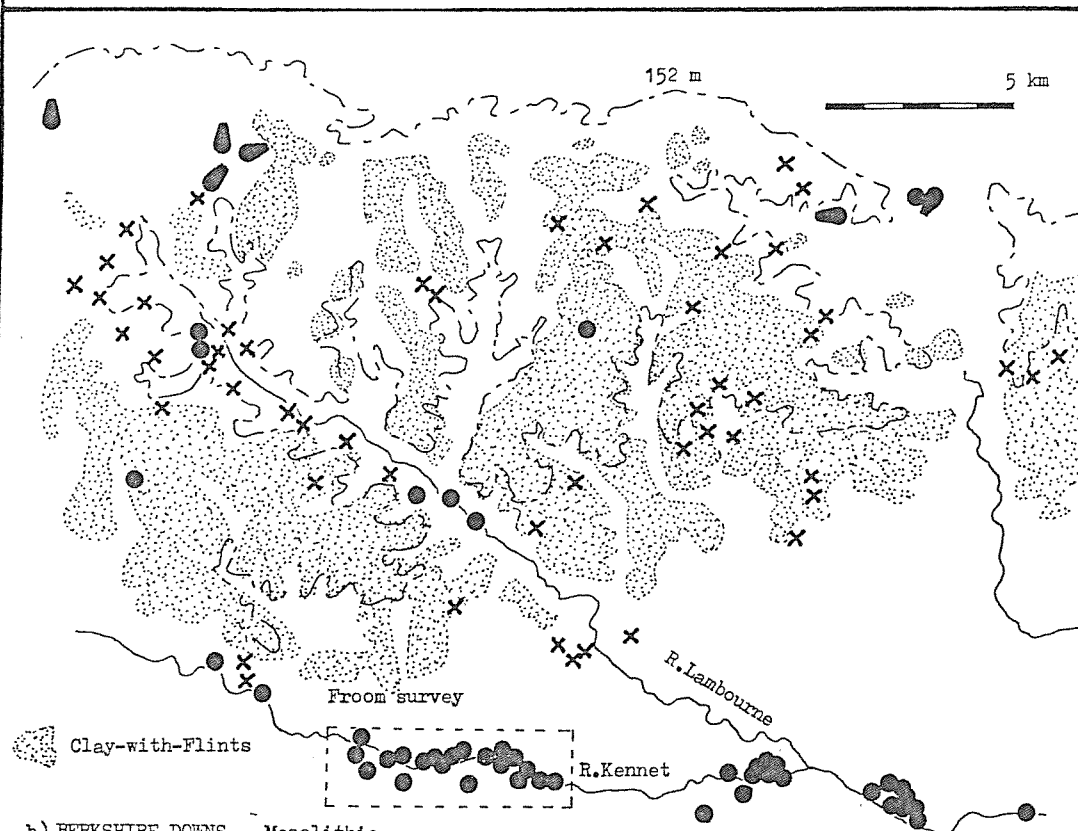 152 m
5 km
R.Lambourne
Froom survey
Clay-with-Flints
R.Kennet
b) BERKSHIRE DOWNS - Mesolithic